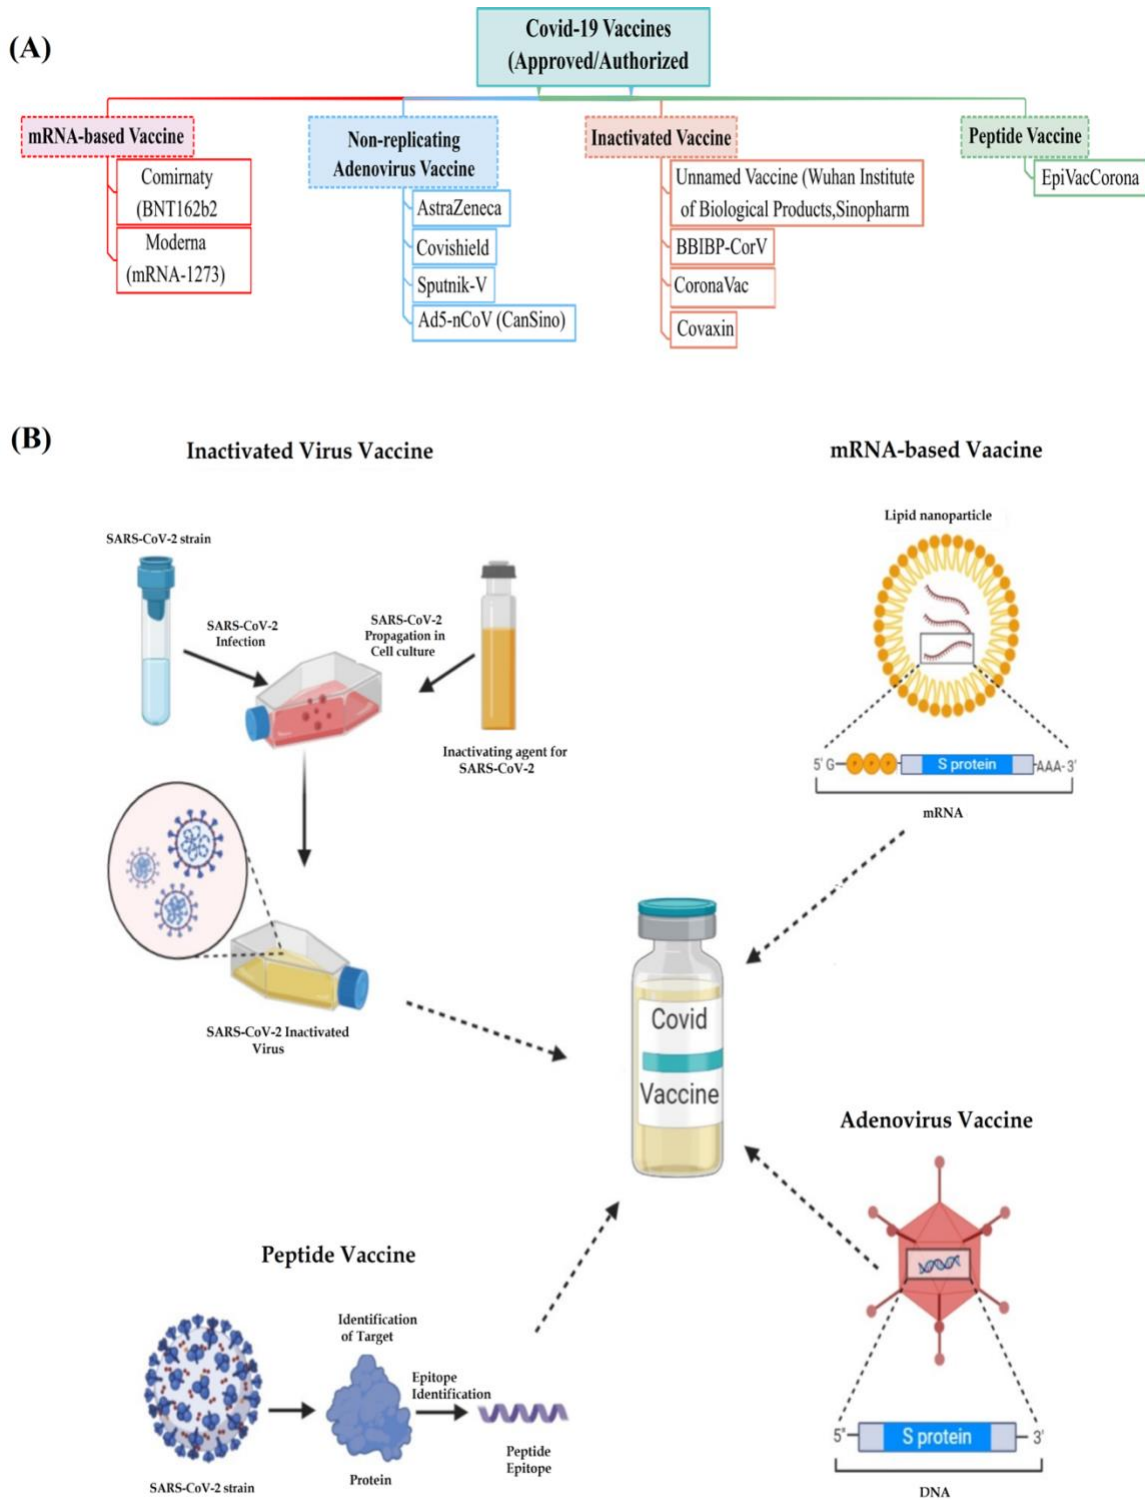 (A)
Covid-19 Vaccines
(Approved/Authorized
mRNA-based Vaccine
Comirnaty
(BNT162b2
Moderna
(mRNA-1273)
Non-replicating
Adenovirus Vaccine
AstraZeneca
Covishield
Sputnik-V
Ad5-nCoV (CanSino)
Inactivated Vaccine
Unnamed Vaccine (Wuhan Institute
of Biological Products,Sinopharm
BBIBP-CorV
CoronaVac
Covaxin
Peptide Vaccine
EpiVacCorona
(B)
Inactivated Virus Vaccine
SARS-CoV-2 strain
SARS-CoV-2
Infection
SARS-CoV-2
Propagation in
Cell culture
Inactivating agent for
SARS-CoV-2
SARS-CoV-2 Inactivated
Virus
mRNA-based Vaacine
Lipid nanoparticle
5' G
P P P
S protein
AAA-3'
mRNA
Covid
Vaccine
Adenovirus Vaccine
5"
S protein
3'
DNA
Peptide Vaccine
SARS-CoV-2 strain
Identification
of Target
Protein
Epitope
Identification
Peptide
Epitope